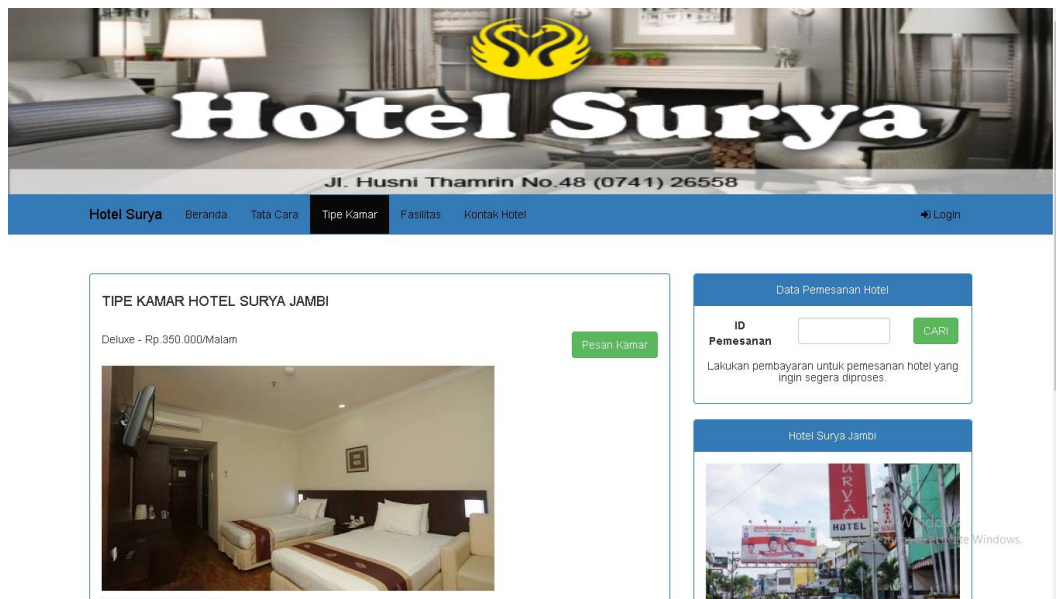 Hotel Surya
Jl. Husni Thamrin No.48 (0741) 26558
Hotel Surya Beranda Tata Cara Tipe Kamar Fasilitas Kontak Hotel Login
TIPE KAMAR HOTEL SURYA JAMBI
Deluxe - Rp.350.000/Malam
Pesan Kamar
Data Pemesanan Hotel
ID
Pemesanan
CARI
Lakukan pembayaran untuk pemesanan hotel yang
ingin segera diproses.
Hotel Surya Jambi
URYA
HOTEL
Windows.